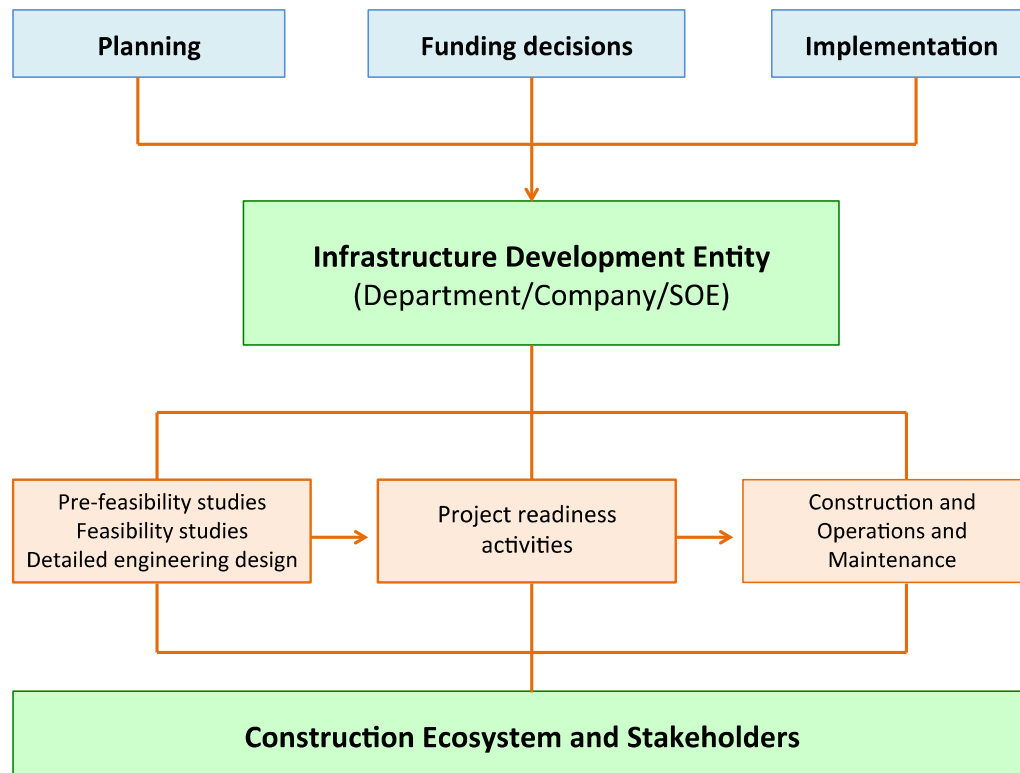 Planning
Funding decisions
Implementation
Infrastructure Development Entity
(Department/Company/SOE)
Pre-feasibility studies
Feasibility studies
Detailed engineering design
Project readiness
activities
Construction and
Operations and
Maintenance
Construction Ecosystem and Stakeholders